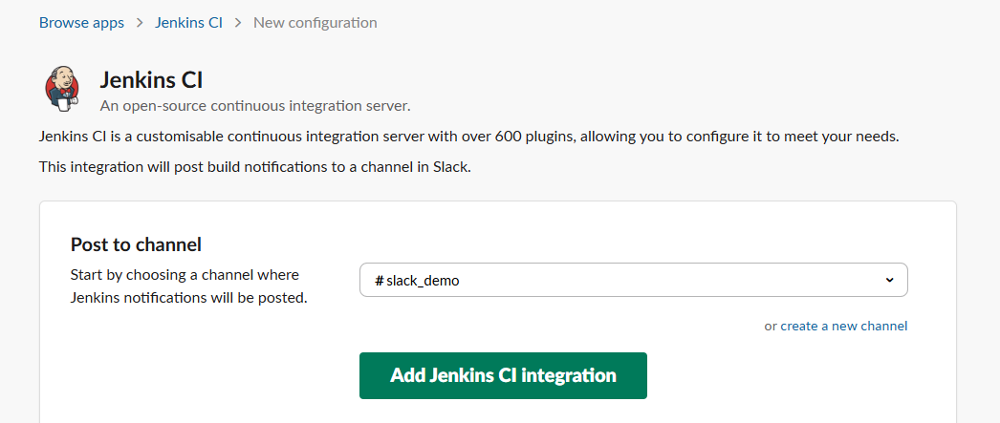 Browse apps > Jenkins CI > New configuration
Jenkins CI
An open-source continuous integration server.
Jenkins CI is a customisable continuous integration server with over 600 plugins, allowing you to configure it to meet your needs.
This integration will post build notifications to a channel in Slack.
Post to channel
Start by choosing a channel where
Jenkins notifications will be posted.
# slack_demo
or create a new channel
Add Jenkins CI integration